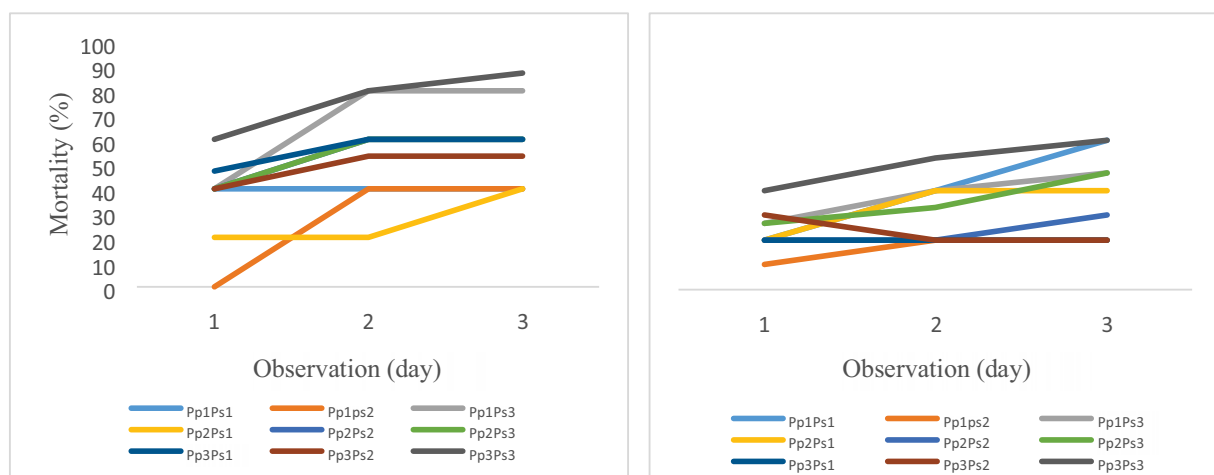 100
90
80
70
60
50
40
30
20
10
0
Mortality (%)
1 2 3
Observation (day)
Pp1Ps1 Pp1ps2 Pp1Ps3
Pp2Ps1 Pp2Ps2 Pp2Ps3
Pp3Ps1 Pp3Ps2 Pp3Ps3
1 2 3
Observation (day)
Pp1Ps1 Pp1ps2 Pp1Ps3
Pp2Ps1 Pp2Ps2 Pp2Ps3
Pp3Ps1 Pp3Ps2 Pp3Ps3